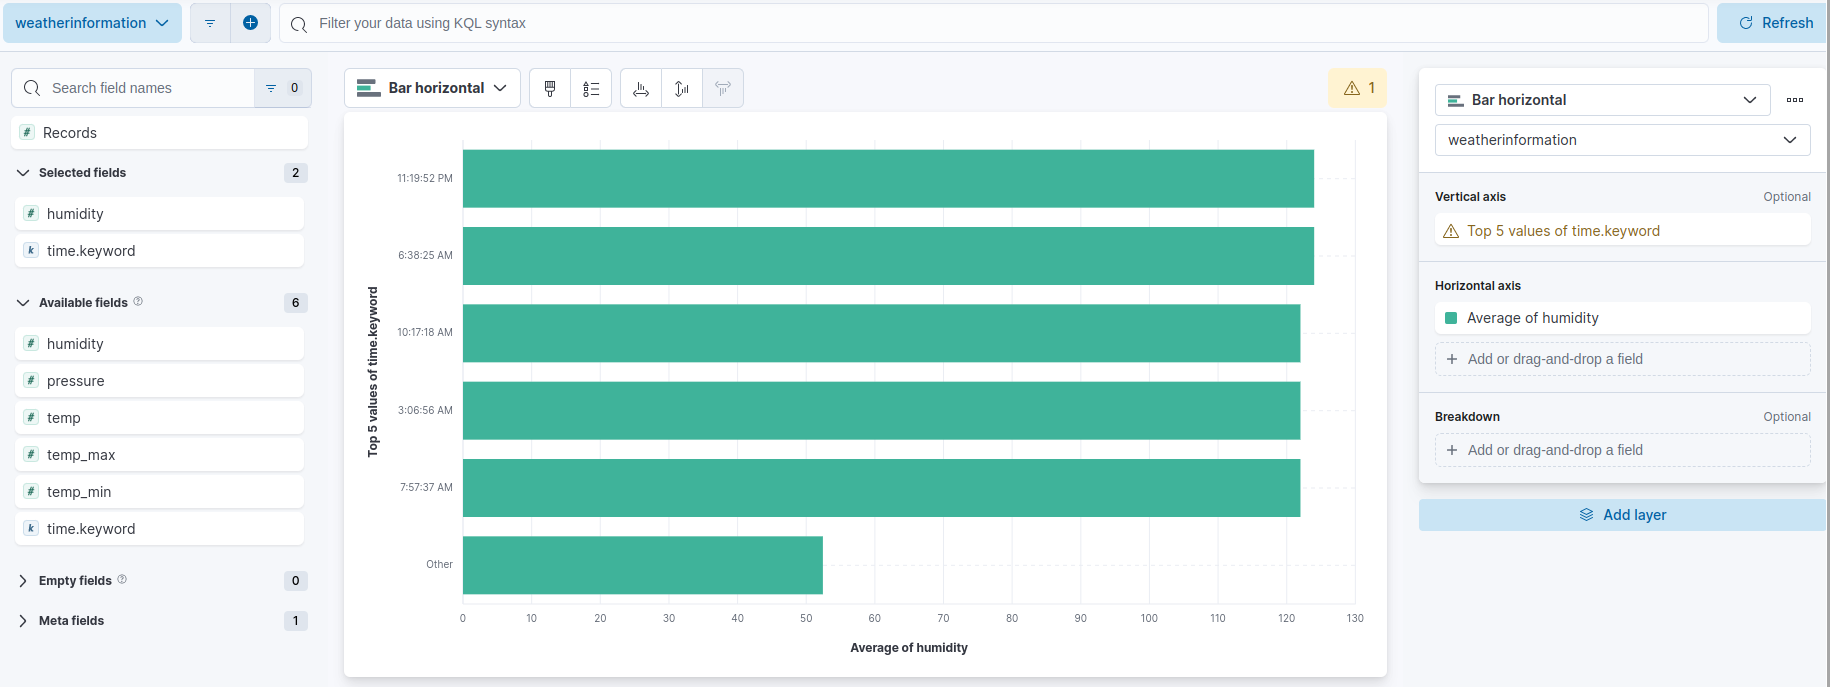 weatherinformation
Filter your data using KQL syntax
Refresh
Search field names
0
Records
Selected fields
2
humidity
time.keyword
Available fields
6
humidity
pressure
temp
temp_max
temp_min
time.keyword
Empty fields
0
Meta fields
1
Bar horizontal
1
Top 5 values of time.keyword
11:19:52 PM
6:38:25 AM
10:17:18 AM
3:06:56 AM
7:57:37 AM
Other
0 10 20 30 40 50 60 70 80 90 100 110 120 130
Average of humidity
Bar horizontal
weatherinformation
Vertical axis
Optional
Top 5 values of time.keyword
Horizontal axis
Average of humidity
Add or drag-and-drop a field
Breakdown
Optional
Add or drag-and-drop a field
Add layer